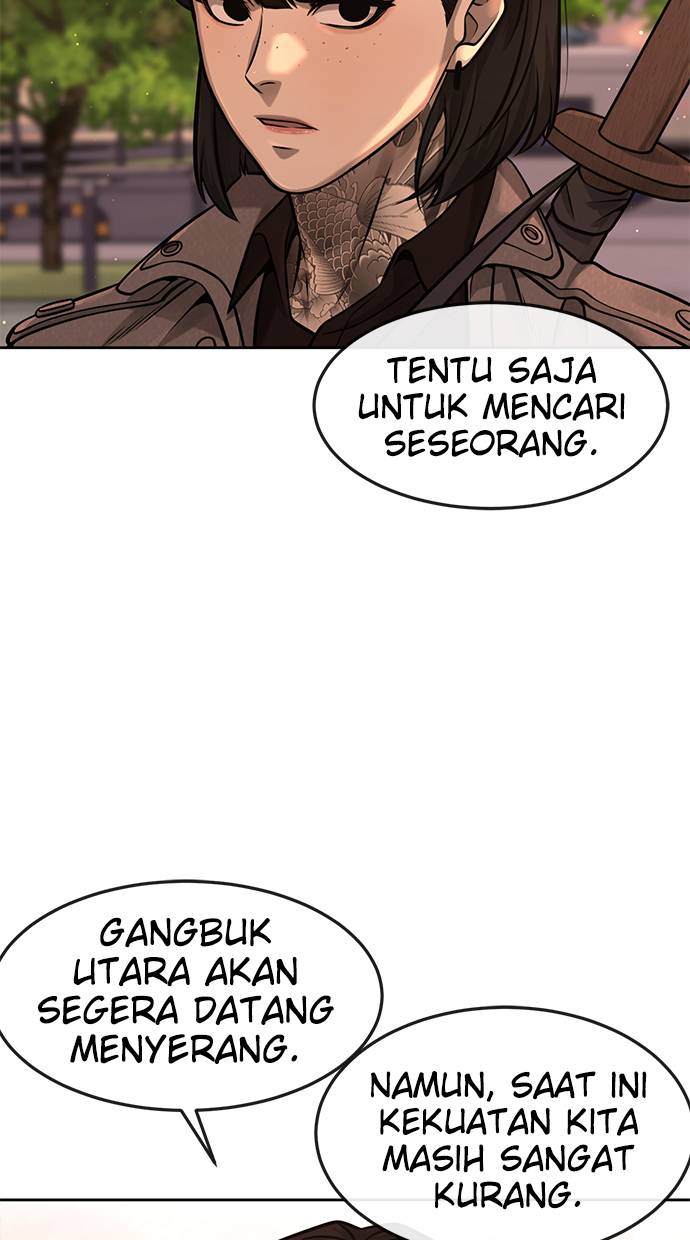 TENTU SAJA
UNTUK MENCARI
SESEORANG.
GANGBUK
UTARA AKAN
SEGERA DATANG
MENYERANG.
NAMUN, SAAT INI
KEKUATAN KITA
MASIH SANGAT
KURANG.